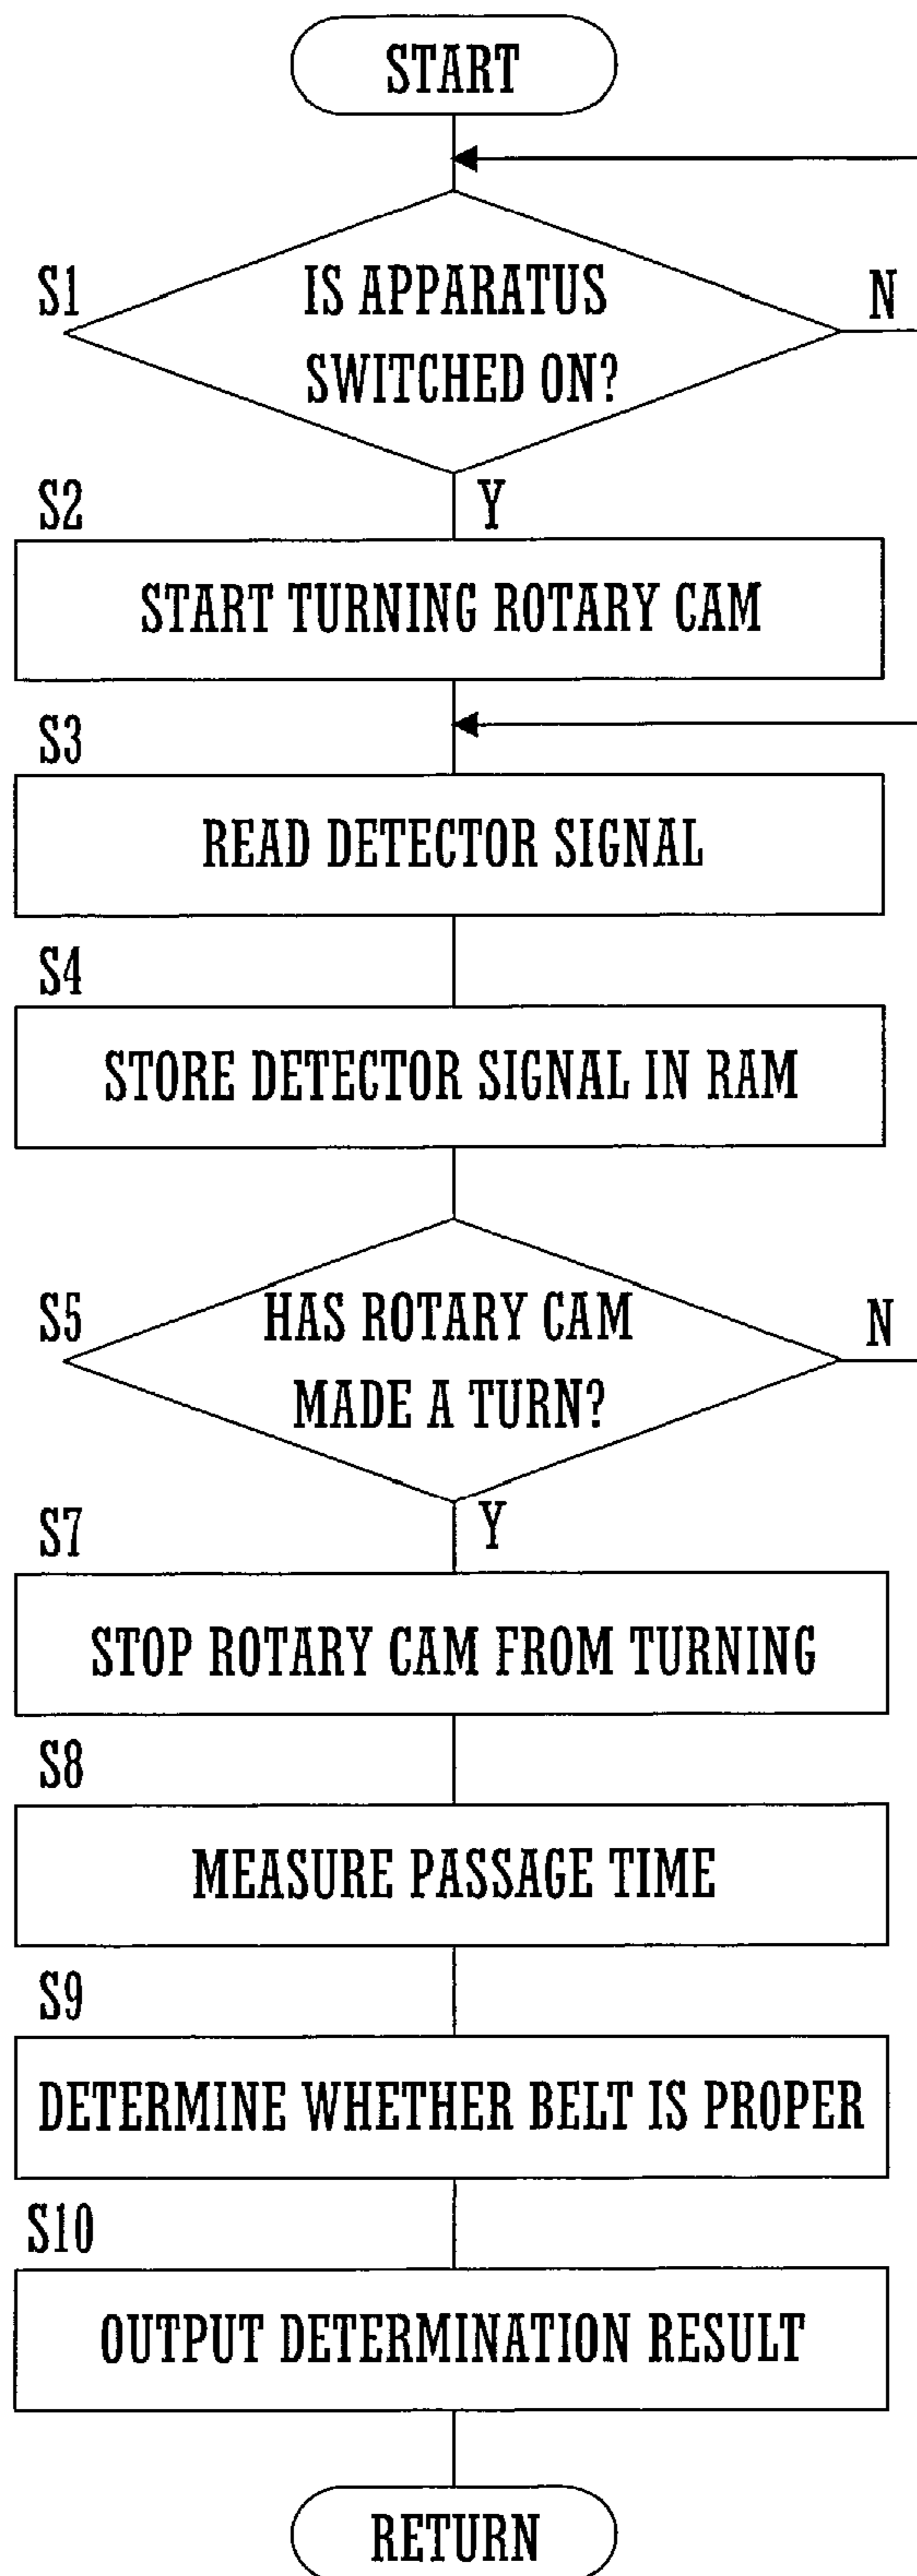 START
S1
IS APPARATUS
SWITCHED ON?
N
Y
S2
START TURNING ROTARY CAM
S3
READ DETECTOR SIGNAL
S4
STORE DETECTOR SIGNAL IN RAM
S5
HAS ROTARY CAM
MADE A TURN?
N
Y
S7
STOP ROTARY CAM FROM TURNING
S8
MEASURE PASSAGE TIME
S9
DETERMINE WHETHER BELT IS PROPER
S10
OUTPUT DETERMINATION RESULT
RETURN